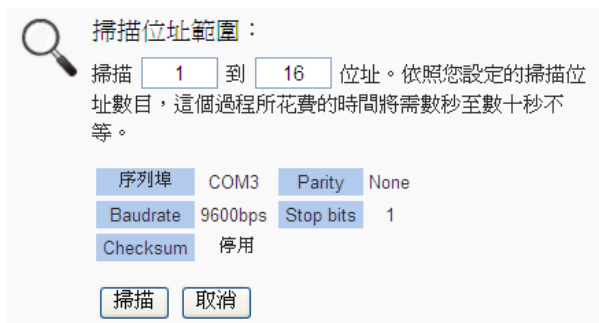 掃描位址範圍：
掃描 1 到 16 位址。依照您設定的掃描位
址數目，這個過程所花費的時間將需數秒至數十秒不
等。
序列埠 COM3 Parity None
Baudrate 9600bps Stop bits 1
Checksum 停用
掃描 取消